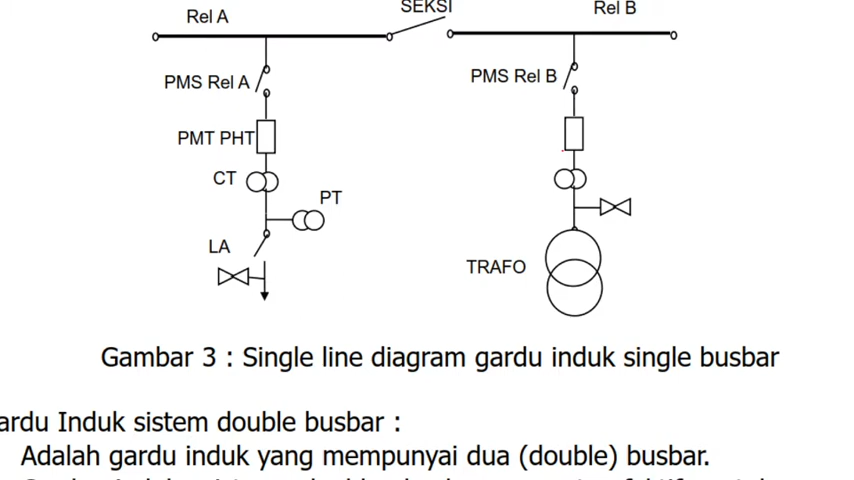 Rel A
SEKSI
Rel B
PMS Rel A
PMS Rel B
PMT PHT
CT
PT
LA
TRAFO
Gambar 3 : Single line diagram gardu induk single busbar
ardu Induk sistem double busbar :
Adalah gardu induk yang mempunyai dua (double) busbar.